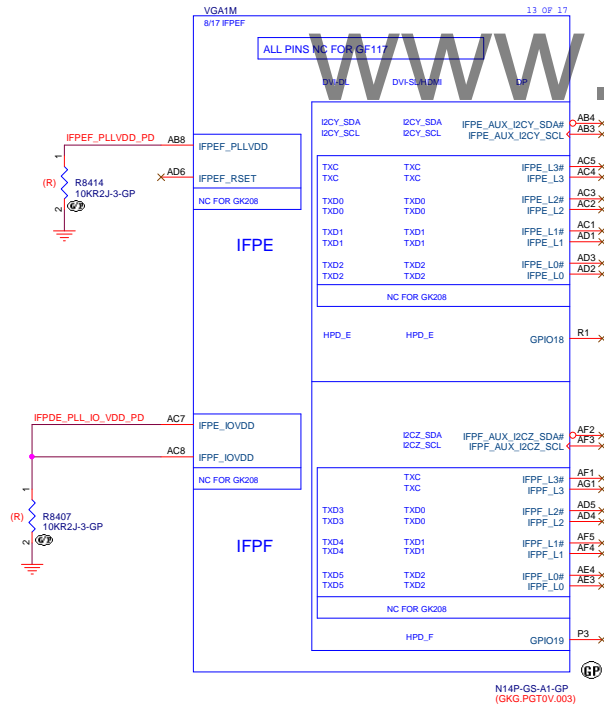 VGA1M 13 OF 17
8/17 IFPEF
ALL PINS NC FOR GF117
WWW.
DVI-DL DVI-SL/HDMI DP
I2CY_SDA I2CY_SDA IFPE_AUX_I2CY_SDA# AB4
I2CY_SCL I2CY_SCL IFPE_AUX_I2CY_SCL AB3
IFPEF_PLLVDD_PD AB8 IFPEF_PLLVDD
AD6 IFPEF_RSET
NC FOR GK208
1
(R) R8414
10KR2J-3-GP
2 GP
IFPE
TXC TXC IFPE_L3# AC5
TXC TXC IFPE_L3 AC4
TXD0 TXD0 IFPE_L2# AC3
TXD0 TXD0 IFPE_L2 AC2
TXD1 TXD1 IFPE_L1# AC1
TXD1 TXD1 IFPE_L1 AD1
TXD2 TXD2 IFPE_L0# AD3
TXD2 TXD2 IFPE_L0 AD2
NC FOR GK208
HPD_E HPD_E GPIO18 R1
IFPDE_PLL_IO_VDD_PD AC7 IFPE_IOVDD
AC8 IFPF_IOVDD
NC FOR GK208
1
(R) R8407
10KR2J-3-GP
2 GP
IFPF
I2CZ_SDA IFPF_AUX_I2CZ_SDA# AF2
I2CZ_SCL IFPF_AUX_I2CZ_SCL AF3
TXC IFPF_L3# AF1
TXC IFPF_L3 AG1
TXD3 TXD0 IFPF_L2# AD5
TXD3 TXD0 IFPF_L2 AD4
TXD4 TXD1 IFPF_L1# AF5
TXD4 TXD1 IFPF_L1 AF4
TXD5 TXD2 IFPF_L0# AE4
TXD5 TXD2 IFPF_L0 AE3
NC FOR GK208
HPD_F GPIO19 P3
GP
N14P-GS-A1-GP
(GKG.PGT0V.003)